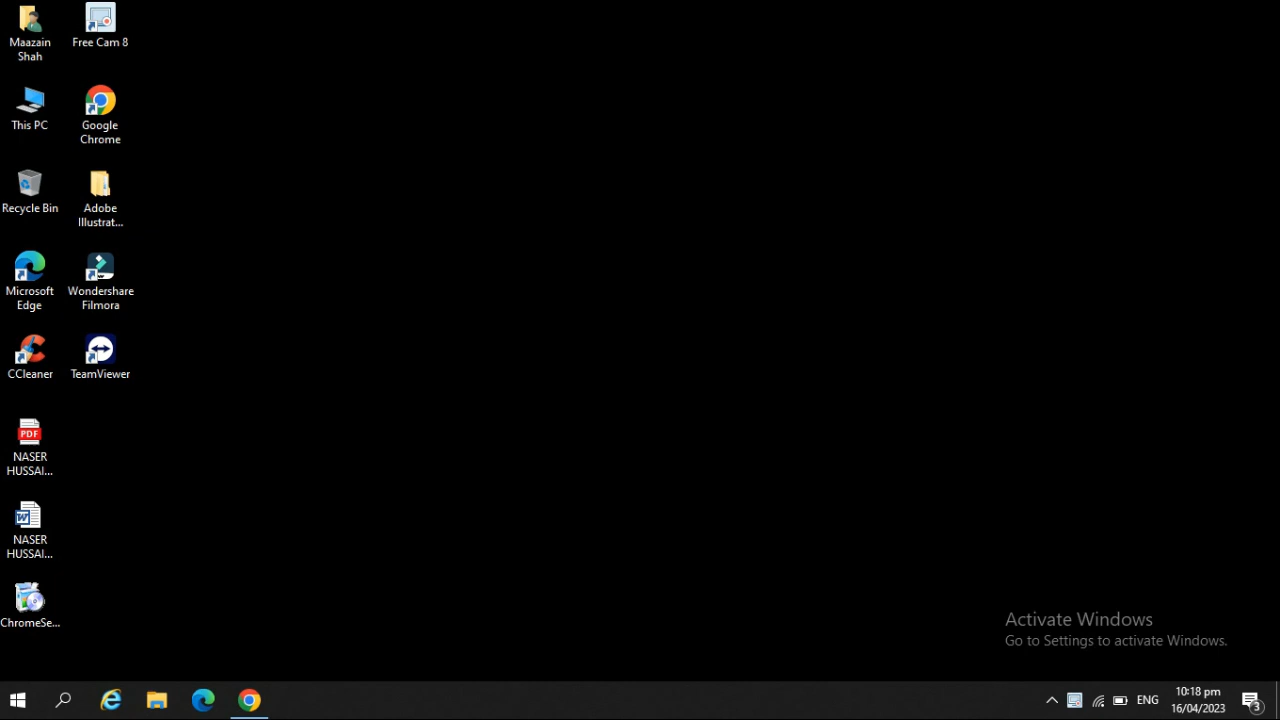 Maazain
Shah
Free Cam 8
This PC
Google
Chrome
Recycle Bin
Adobe
Illustrat...
Microsoft
Edge
Wondershare
Filmora
CCleaner
TeamViewer
PDF
NASER
HUSSAI...
NASER
HUSSAI...
ChromeSe...
Activate Windows
Go to Settings to activate Windows.
ENG
10:18 pm
16/04/2023
3